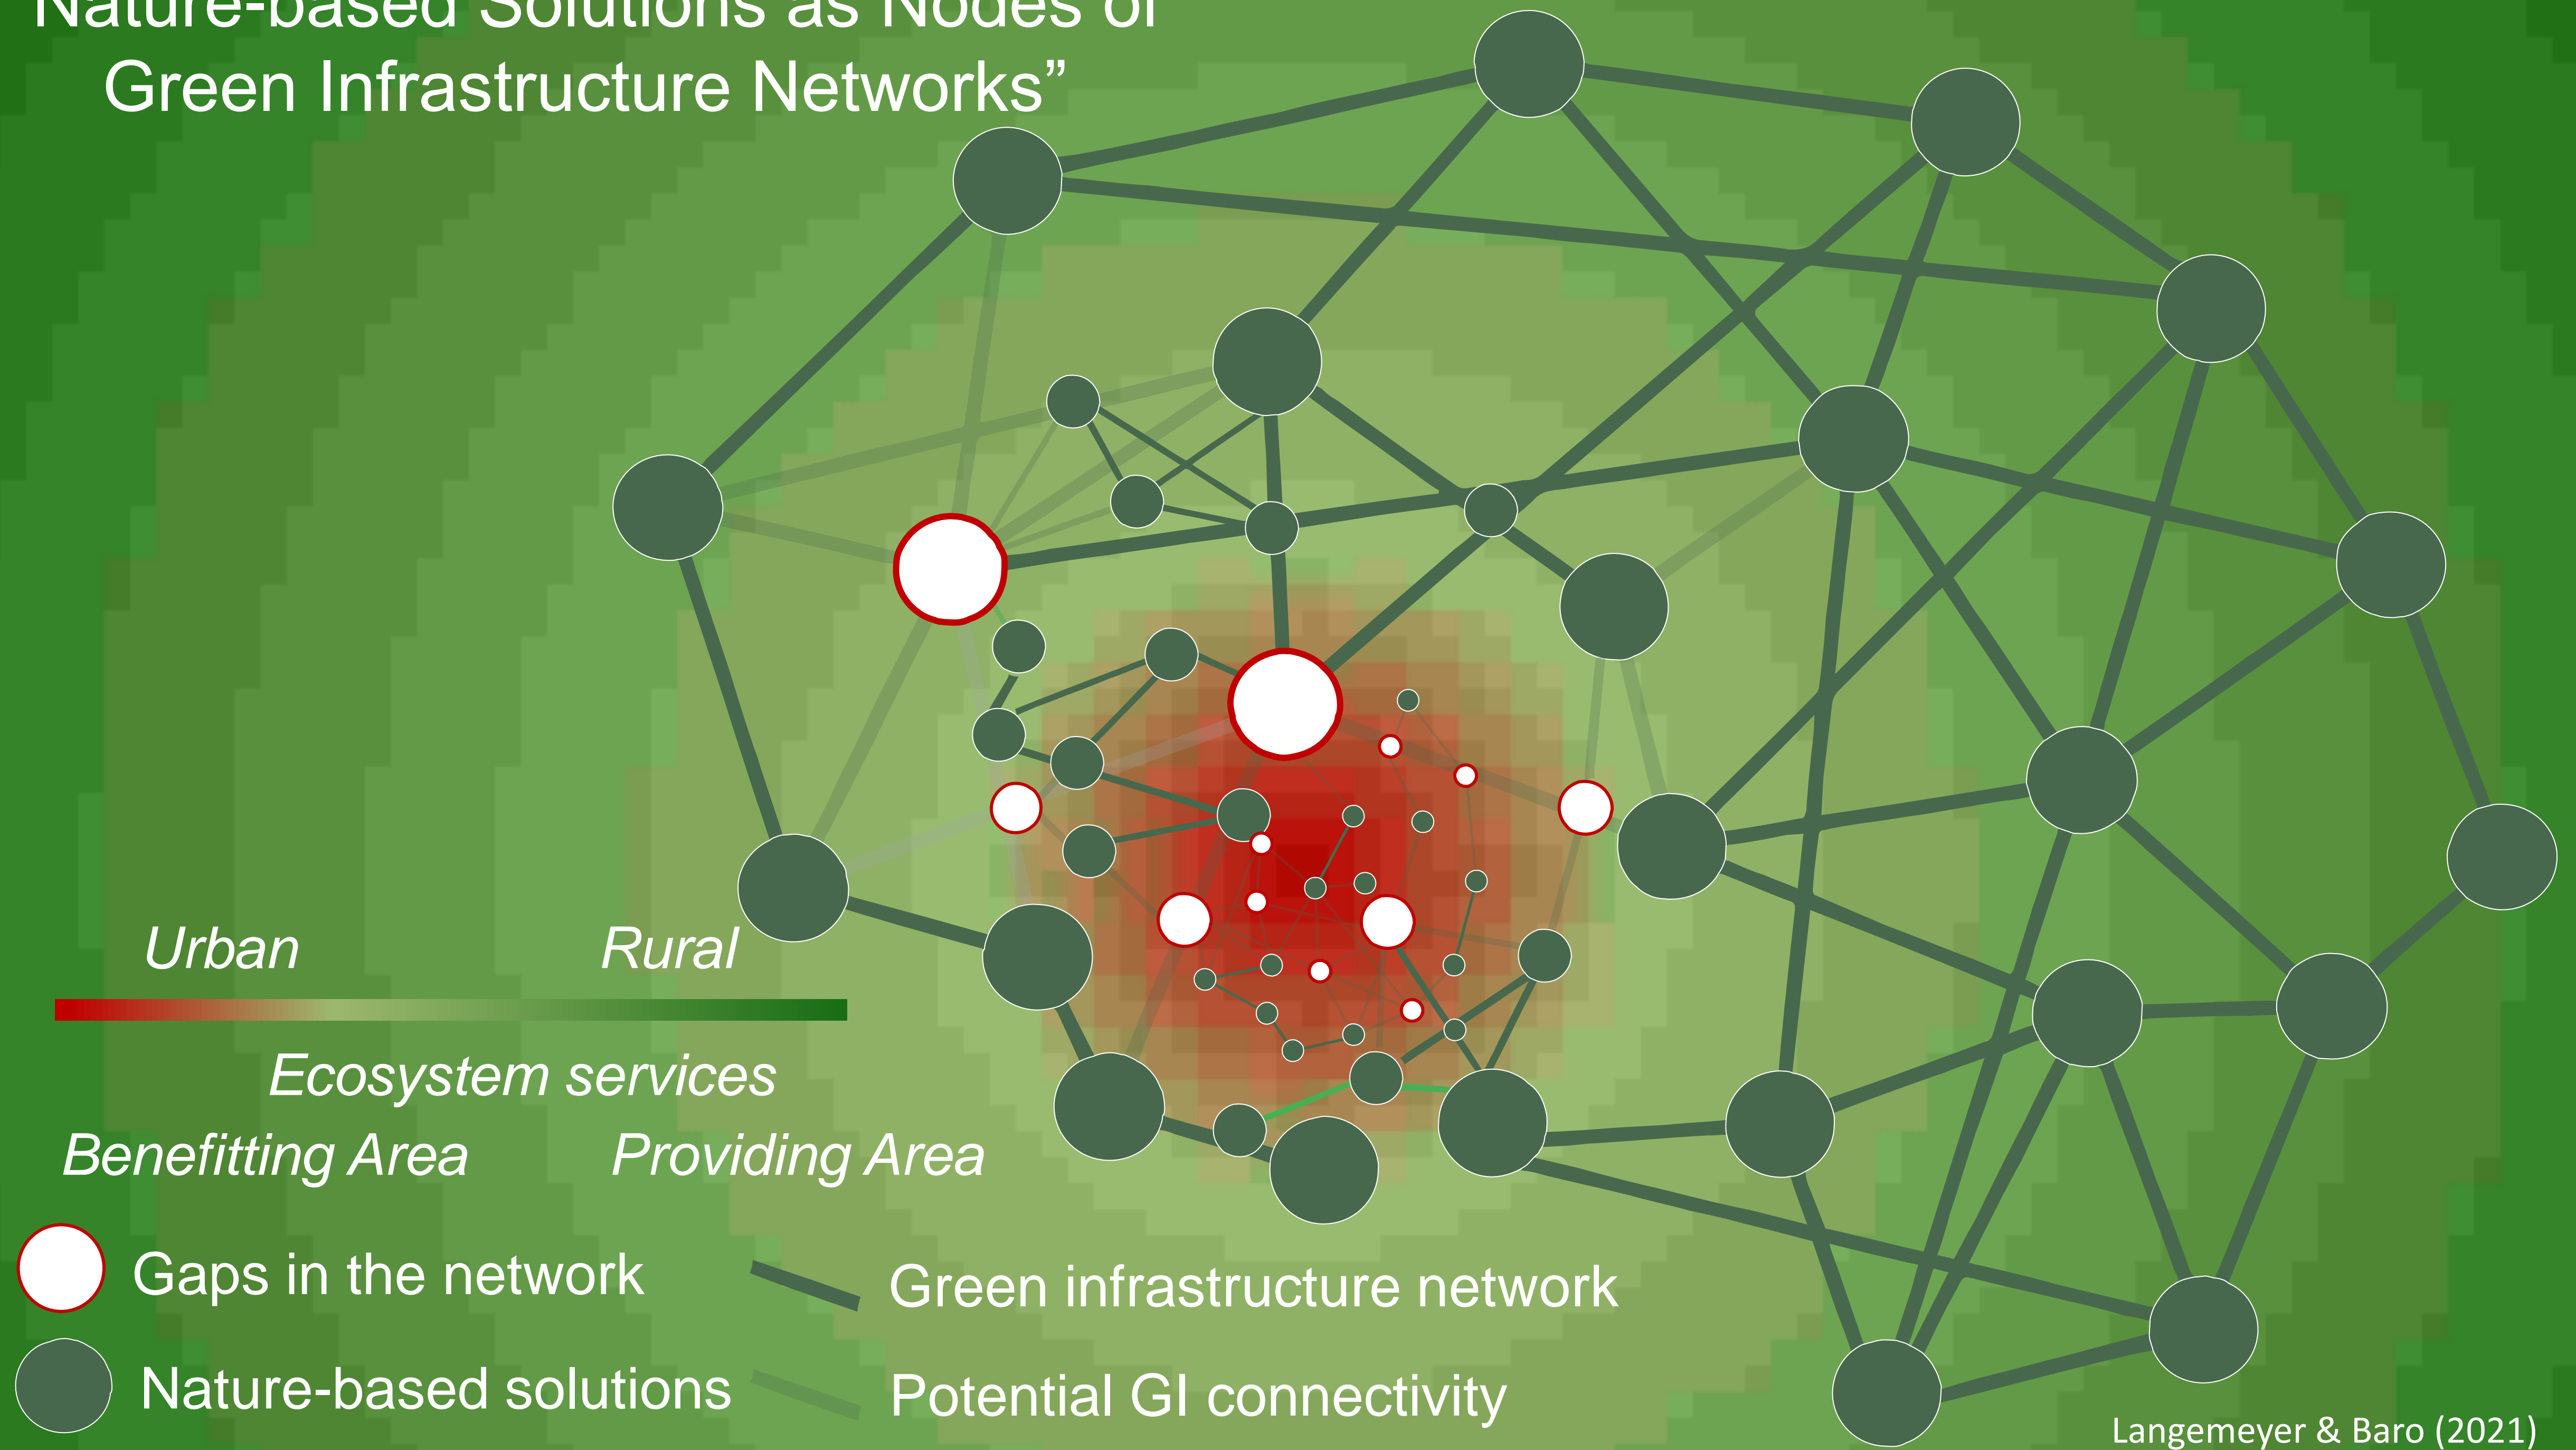 Nature-based Solutions as Nodes of
Green Infrastructure Networks”
Urban Rural
Ecosystem services
Benefitting Area Providing Area
Gaps in the network
Green infrastructure network
Nature-based solutions
Potential GI connectivity
Langemeyer & Baro (2021)